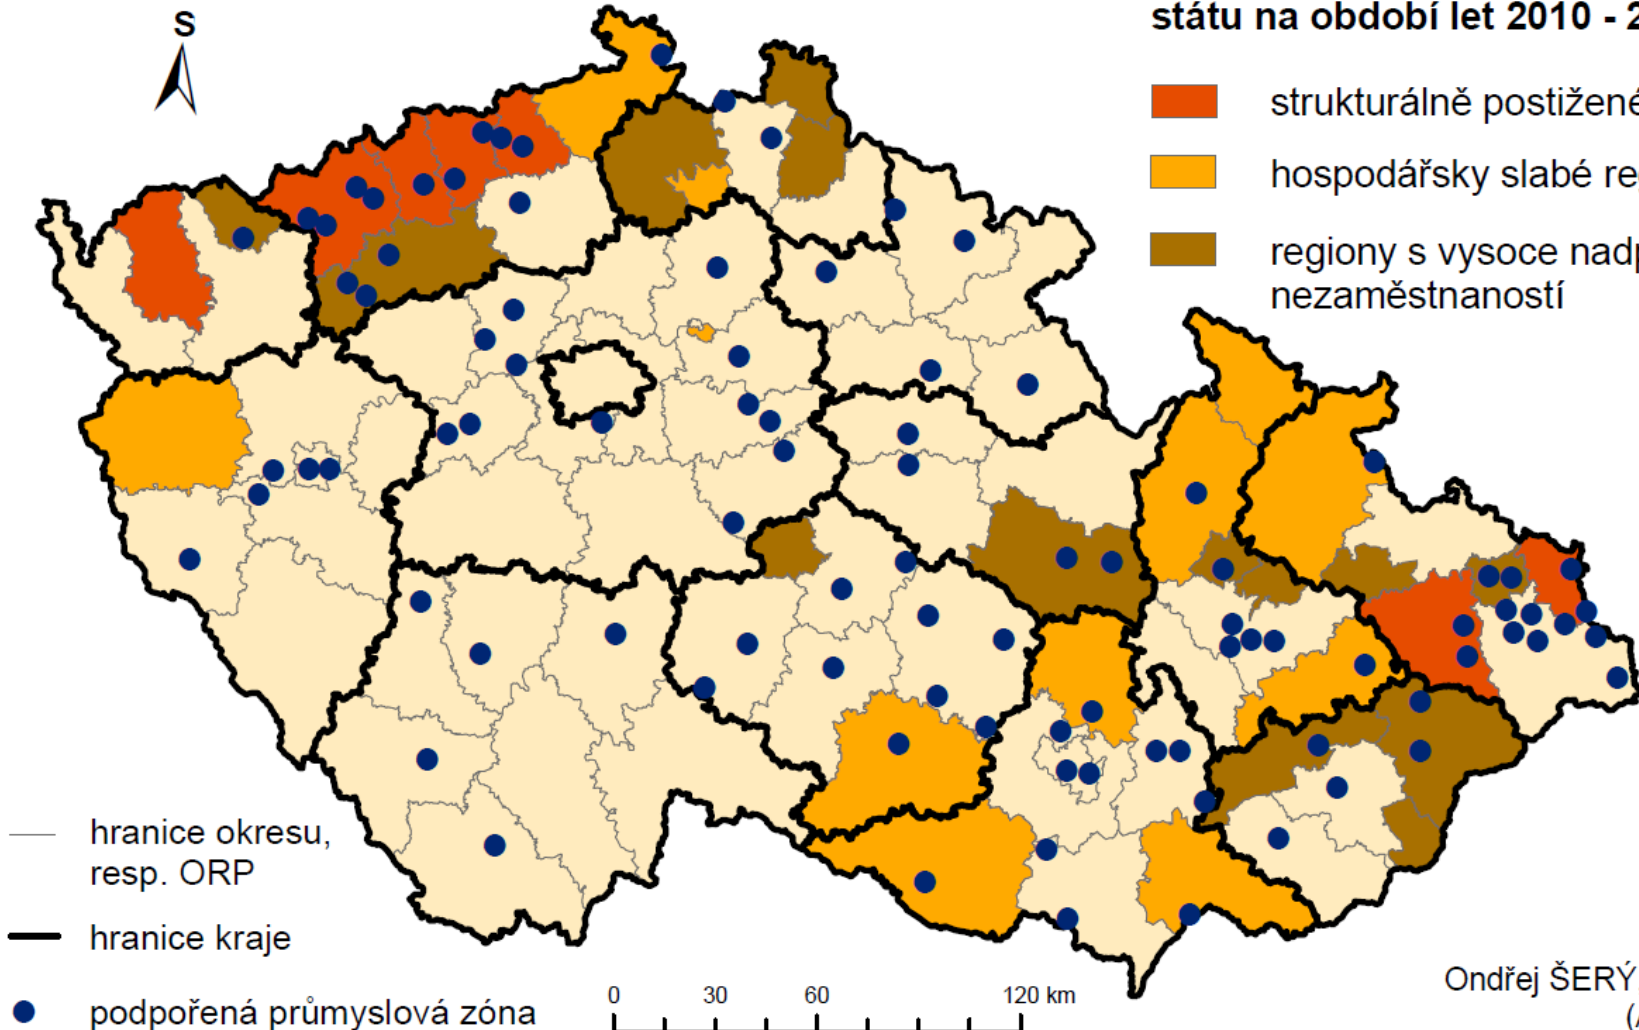 státu na období let 2010 - 2
S
strukturálně postižené
hospodářsky slabé re
regiony s vysoce nadp
nezaměstnaností
hranice okresu,
resp. ORP
hranice kraje
podpořená průmyslová zóna
0 30 60 120 km
Ondřej ŠERÝ
(